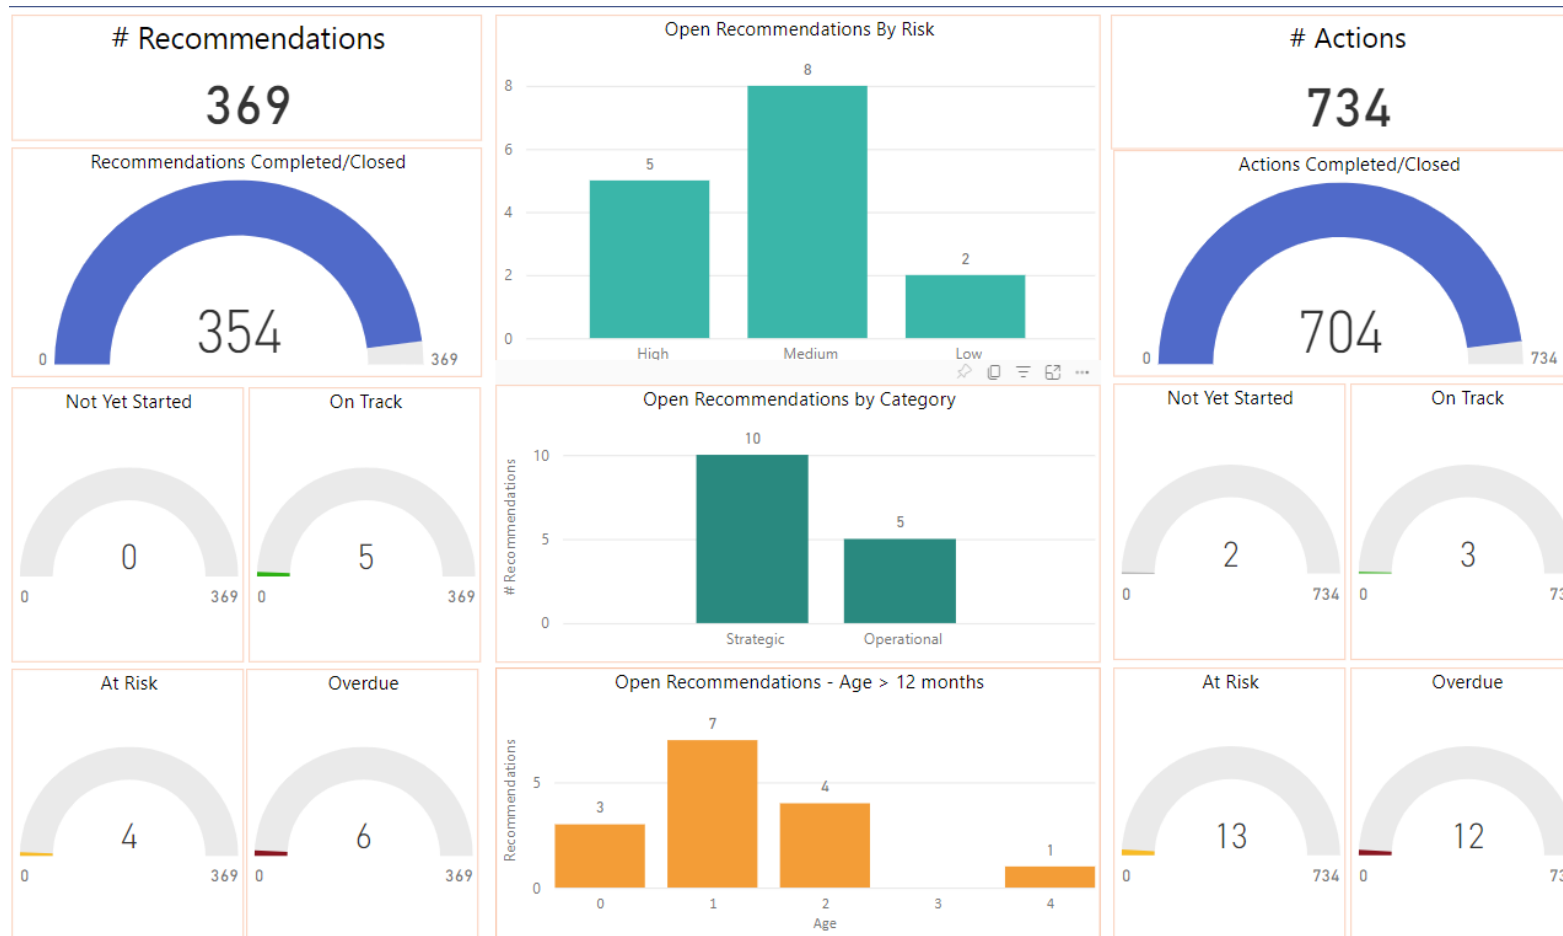 # Recommendations
369
Recommendations Completed/Closed
354
0
369
Not Yet Started
0
0
369
On Track
5
0
369
At Risk
4
0
369
Overdue
6
0
369
Open Recommendations By Risk
8
6
4
2
0
5
8
2
High
Medium
Low
Open Recommendations by Category
# Recommendations
10
5
0
10
5
Strategic
Operational
Open Recommendations - Age > 12 months
Recommendations
5
0
3
7
4
1
0
1
2
3
4
Age
# Actions
734
Actions Completed/Closed
704
0
734
Not Yet Started
2
0
734
On Track
3
0
73
At Risk
13
0
734
Overdue
12
0
73